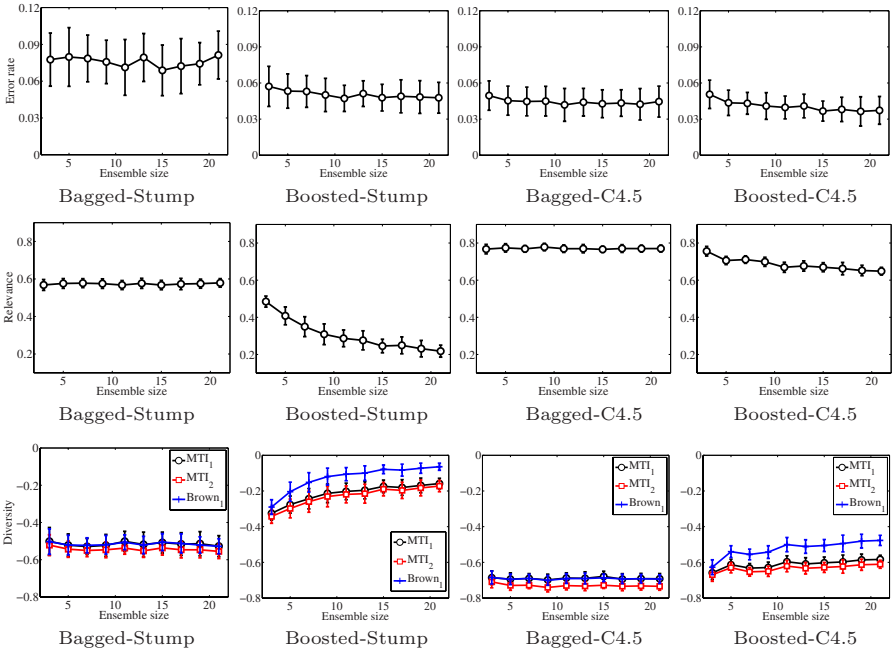 0.12 0.12 0.12 0.12
Error rate 0.09 0.09 0.09 0.09
0.06 0.06 0.06 0.06
0.03 0.03 0.03 0.03
0 0 0 0
5 10 15 20 5 10 15 20 5 10 15 20 5 10 15 20
Ensemble size Ensemble size Ensemble size Ensemble size
Bagged-Stump Boosted-Stump Bagged-C4.5 Boosted-C4.5
0.8 0.8 0.8 0.8
Relevance 0.6 0.6 0.6 0.6
0.4 0.4 0.4 0.4
0.2 0.2 0.2 0.2
5 10 15 20 5 10 15 20 5 10 15 20 5 10 15 20
Ensemble size Ensemble size Ensemble size Ensemble size
Bagged-Stump Boosted-Stump Bagged-C4.5 Boosted-C4.5
0 0 0 0
MTI1 MTI1 MTI1
−0.2 MTI2 −0.2 −0.2 MTI2 −0.2 MTI2
Brown1 Brown1 Brown1
Diversity −0.4 −0.4 −0.4 −0.4
MTI1
−0.6 −0.6 MTI2 −0.6 −0.6
Brown1
−0.8 −0.8 −0.8 −0.8
5 10 15 20 5 10 15 20 5 10 15 20 5 10 15 20
Ensemble size Ensemble size Ensemble size Ensemble size
Bagged-Stump Boosted-Stump Bagged-C4.5 Boosted-C4.5